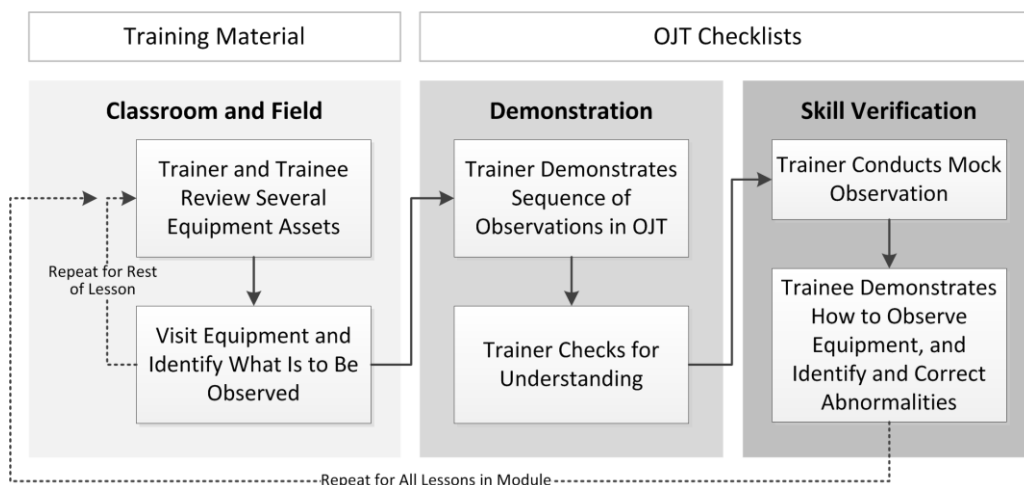 Training Material
OJT Checklists
Classroom and Field
Trainer and Trainee
Review Several
Equipment Assets
Repeat for Rest
of Lesson
Visit Equipment and
Identify What Is to Be
Observed
Demonstration
Trainer Demonstrates
Sequence of
Observations in OJT
Trainer Checks for
Understanding
Skill Verification
Trainer Conducts Mock
Observation
Trainee Demonstrates
How to Observe
Equipment, and
Identify and Correct
Abnormalities
Repeat for All Lessons in Module